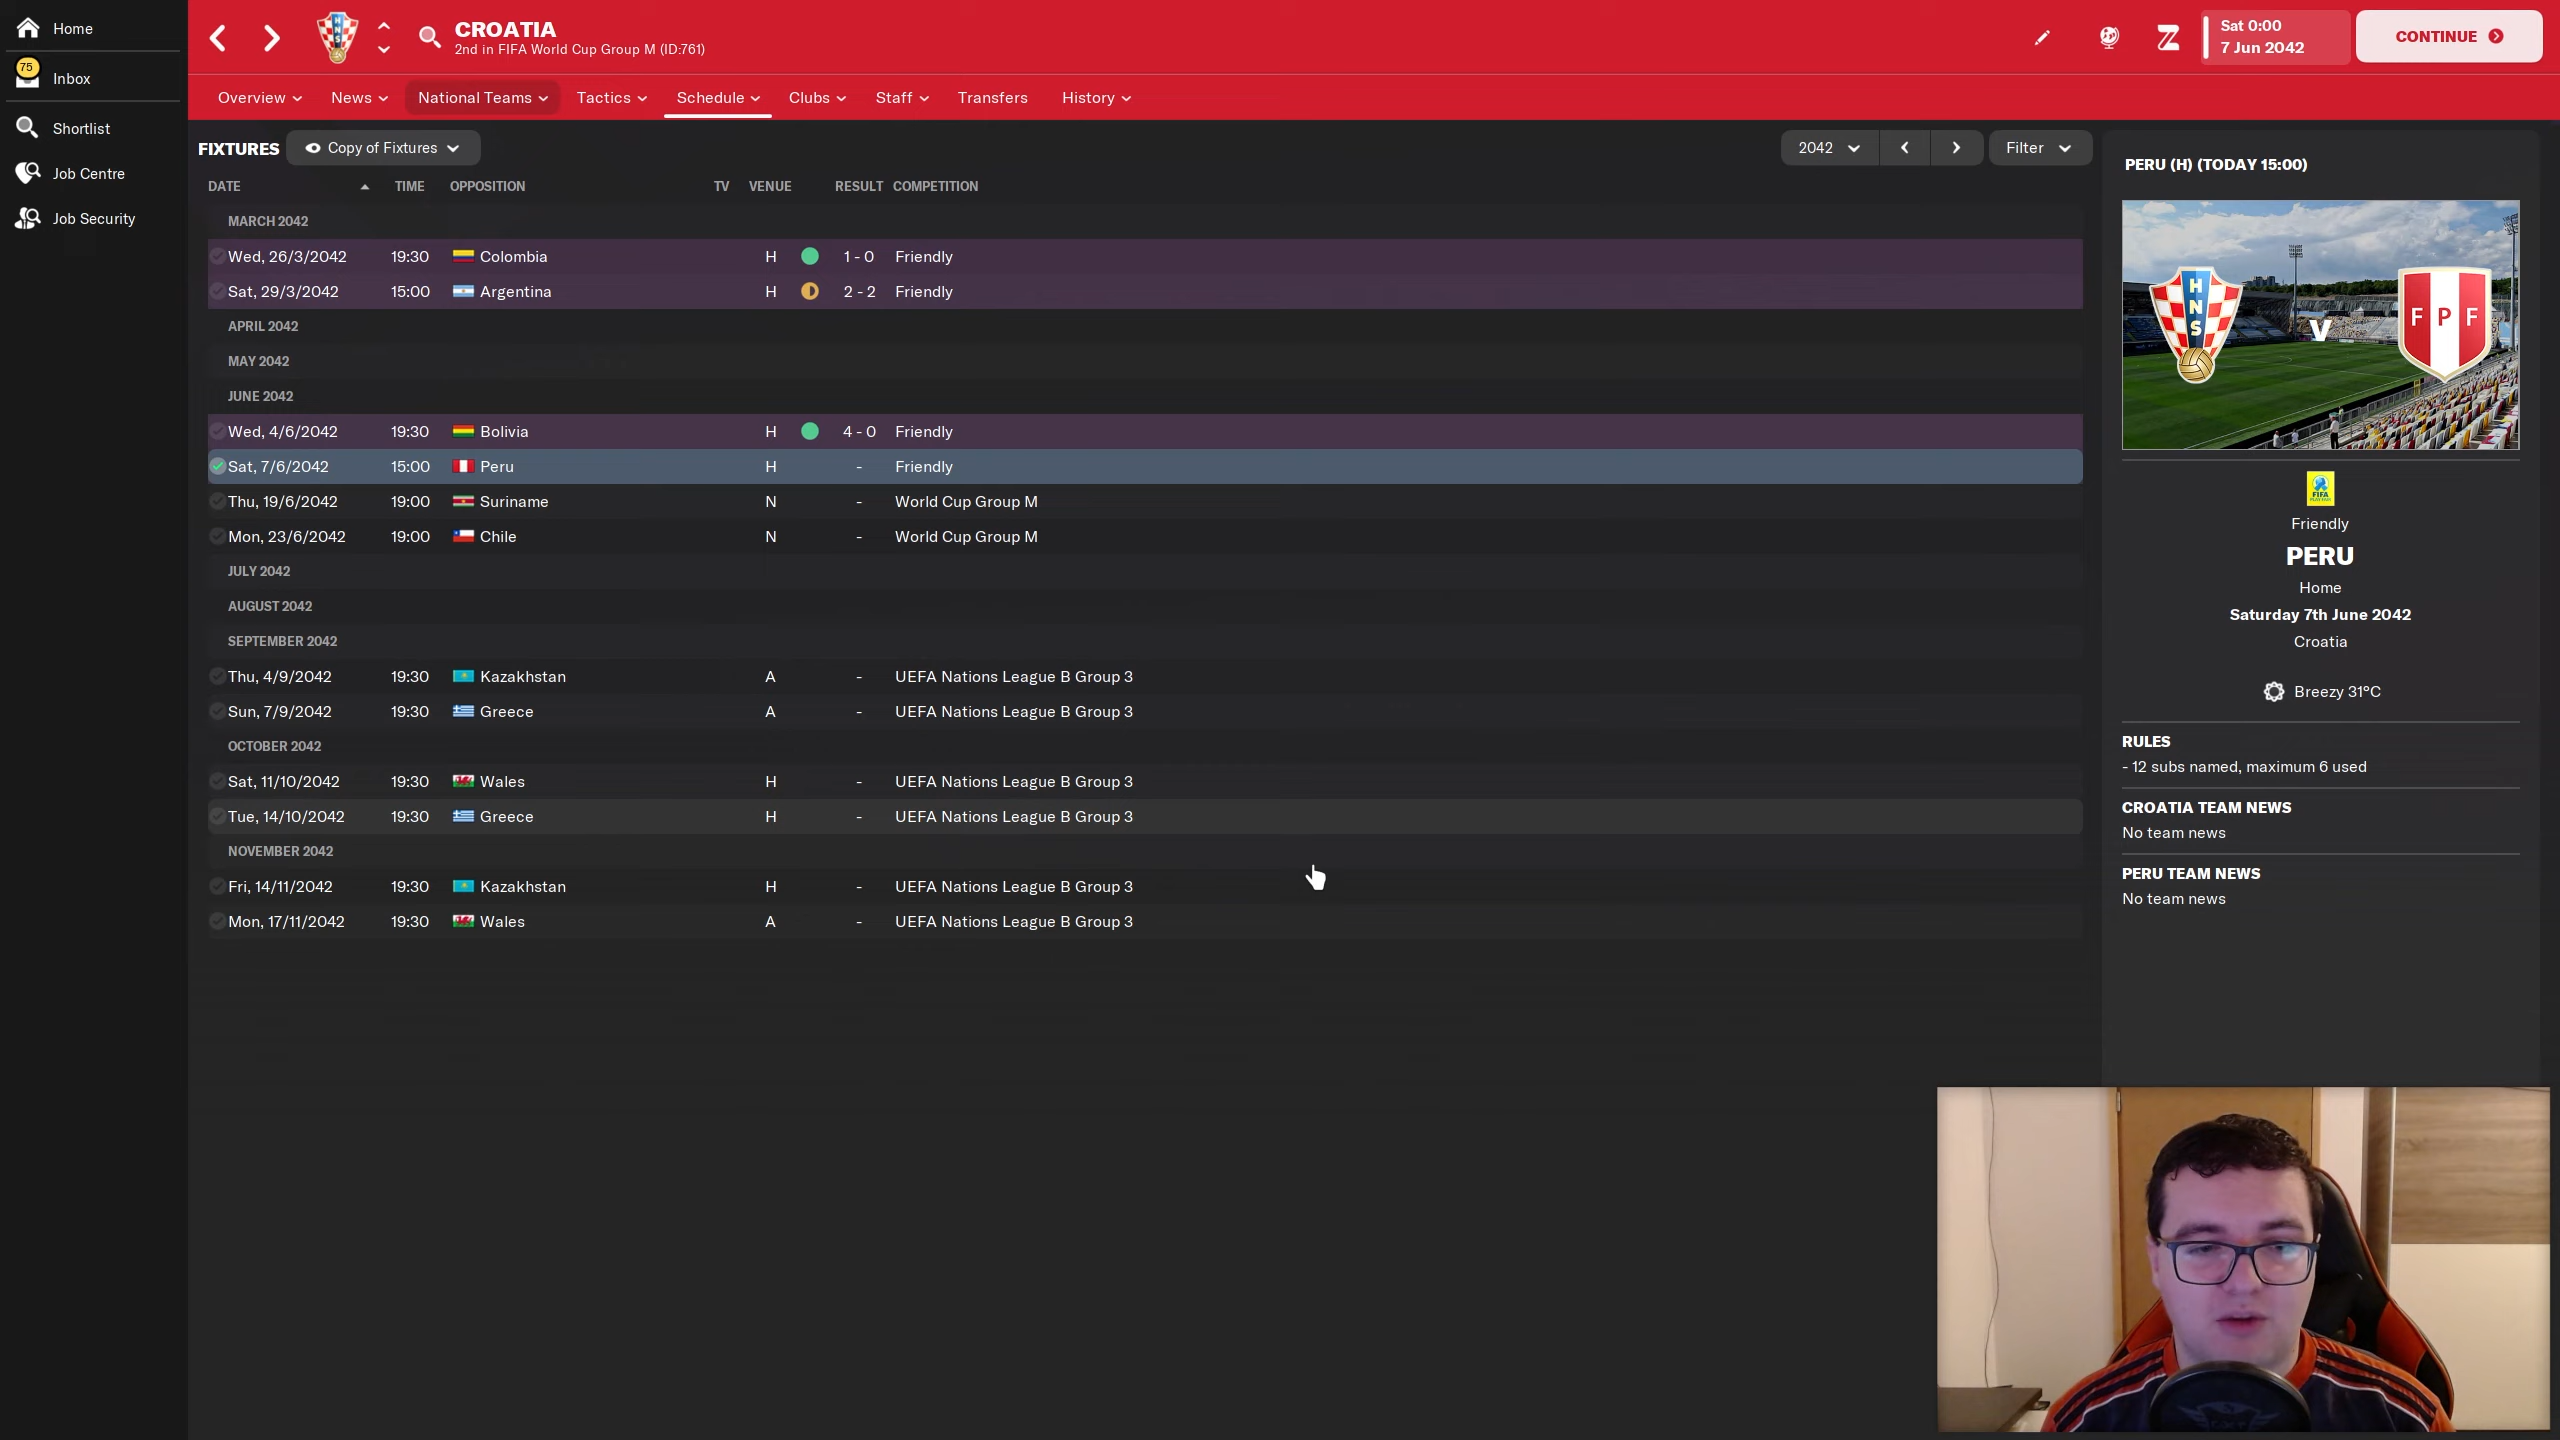 Home
75
Inbox
Shortlist
Job Centre
Job Security
CROATIA
2nd in FIFA World Cup Group M (ID:761)
Sat 0:00
7 Jun 2042
CONTINUE
Overview
News
National Teams
Tactics
Schedule
Clubs
Staff
Transfers
History
FIXTURES
Copy of Fixtures
2042
Filter
DATE TIME OPPOSITION TV VENUE RESULT COMPETITION
MARCH 2042
Wed, 26/3/2042 19:30 Colombia H 1 - 0 Friendly
Sat, 29/3/2042 15:00 Argentina H 2 - 2 Friendly
APRIL 2042
MAY 2042
JUNE 2042
Wed, 4/6/2042 19:30 Bolivia H 4 - 0 Friendly
Sat, 7/6/2042 15:00 Peru H - Friendly
Thu, 19/6/2042 19:00 Suriname N - World Cup Group M
Mon, 23/6/2042 19:00 Chile N - World Cup Group M
JULY 2042
AUGUST 2042
SEPTEMBER 2042
Thu, 4/9/2042 19:30 Kazakhstan A - UEFA Nations League B Group 3
Sun, 7/9/2042 19:30 Greece A - UEFA Nations League B Group 3
OCTOBER 2042
Sat, 11/10/2042 19:30 Wales H - UEFA Nations League B Group 3
Tue, 14/10/2042 19:30 Greece H - UEFA Nations League B Group 3
NOVEMBER 2042
Fri, 14/11/2042 19:30 Kazakhstan H - UEFA Nations League B Group 3
Mon, 17/11/2042 19:30 Wales A - UEFA Nations League B Group 3
PERU (H) (TODAY 15:00)
HNS
V
FPF
FIFA
Friendly
PERU
Home
Saturday 7th June 2042
Croatia
Breezy 31°C
RULES
- 12 subs named, maximum 6 used
CROATIA TEAM NEWS
No team news
PERU TEAM NEWS
No team news